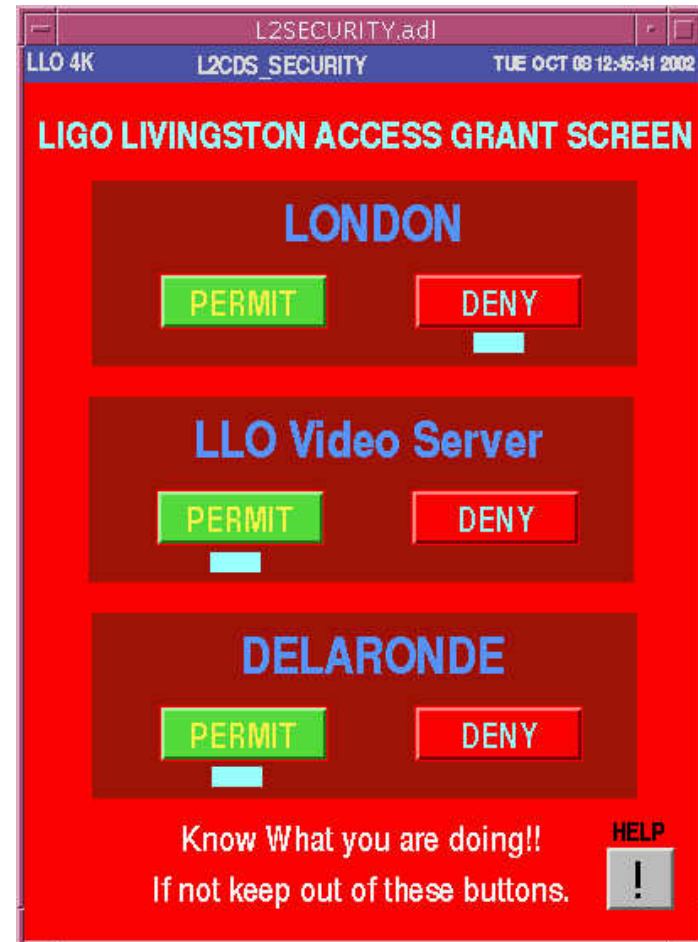 L2SECURITY.adl
LLO 4K L2CDS_SECURITY TUE OCT 08 12:45:41 2002
LIGO LIVINGSTON ACCESS GRANT SCREEN
LONDON
PERMIT DENY
LLO Video Server
PERMIT DENY
DELARONDE
PERMIT DENY
Know What you are doing!!
If not keep out of these buttons.
HELP
!